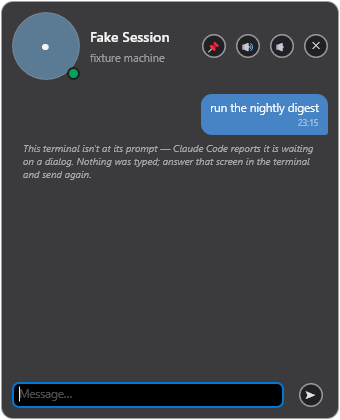 Fake Session
fixture machine
run the nightly digest
23:15
This terminal isn't at its prompt — Claude Code reports it is waiting
on a dialog. Nothing was typed; answer that screen in the terminal
and send again.
Message...